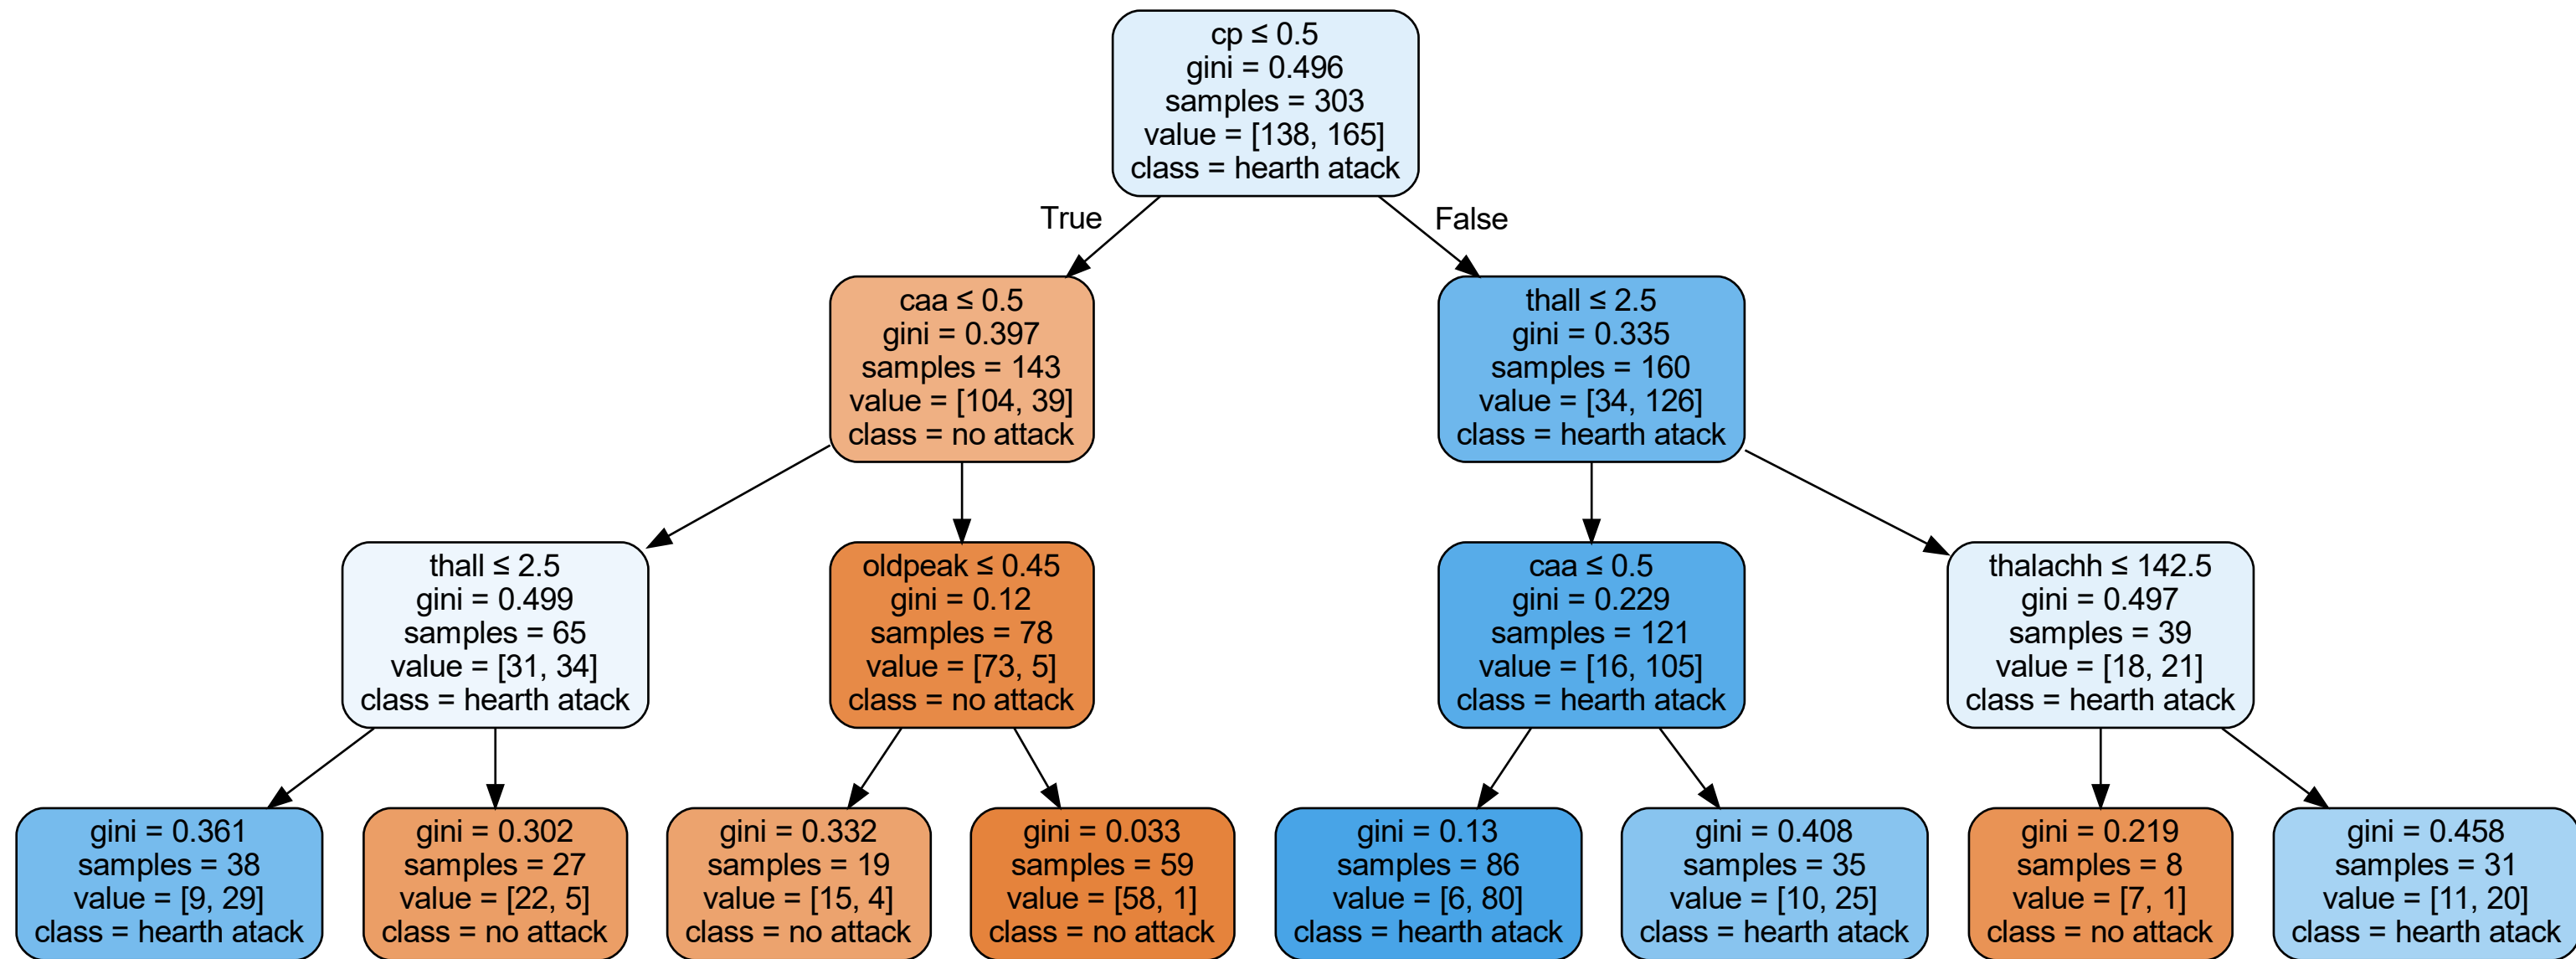 cp ≤ 0.5
gini = 0.496
samples = 303
value = [138, 165]
class = hearth atack
True
False
caa ≤ 0.5
gini = 0.397
samples = 143
value = [104, 39]
class = no attack
thall ≤ 2.5
gini = 0.335
samples = 160
value = [34, 126]
class = hearth atack
thall ≤ 2.5
gini = 0.499
samples = 65
value = [31, 34]
class = hearth atack
oldpeak ≤ 0.45
gini = 0.12
samples = 78
value = [73, 5]
class = no attack
caa ≤ 0.5
gini = 0.229
samples = 121
value = [16, 105]
class = hearth atack
thalachh ≤ 142.5
gini = 0.497
samples = 39
value = [18, 21]
class = hearth atack
gini = 0.361
samples = 38
value = [9, 29]
class = hearth atack
gini = 0.302
samples = 27
value = [22, 5]
class = no attack
gini = 0.332
samples = 19
value = [15, 4]
class = no attack
gini = 0.033
samples = 59
value = [58, 1]
class = no attack
gini = 0.13
samples = 86
value = [6, 80]
class = hearth atack
gini = 0.408
samples = 35
value = [10, 25]
class = hearth atack
gini = 0.219
samples = 8
value = [7, 1]
class = no attack
gini = 0.458
samples = 31
value = [11, 20]
class = hearth atack